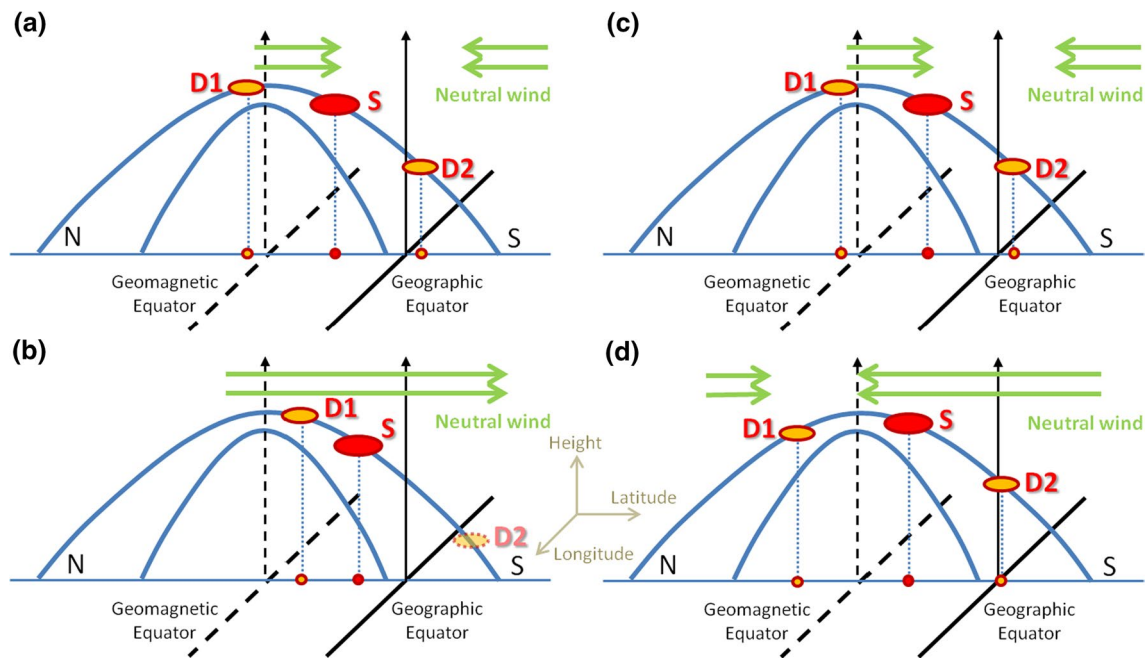 (a)
D1
S
D2
Neutral wind
N
S
Geomagnetic
Equator
Geographic
Equator
(c)
D1
S
D2
Neutral wind
N
S
Geomagnetic
Equator
Geographic
Equator
(b)
D1
S
D2
Neutral wind
N
S
Geomagnetic
Equator
Geographic
Equator
Height
Latitude
Longitude
(d)
D1
S
D2
Neutral wind
N
S
Geomagnetic
Equator
Geographic
Equator